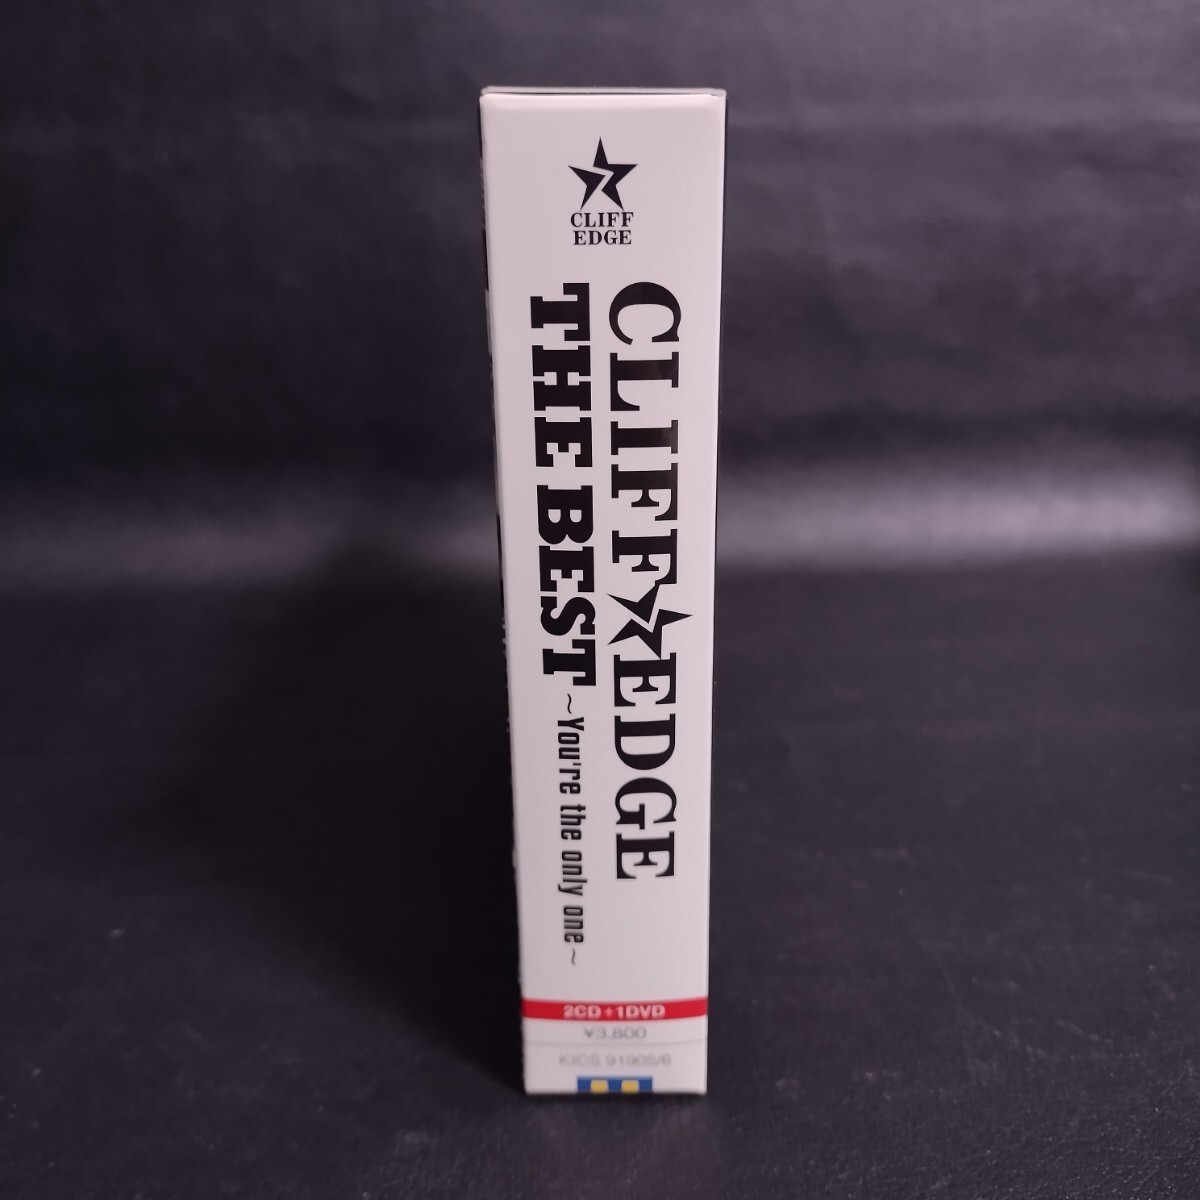 CLIFF
EDGE
CLIFF★EDGE
THE BEST ~You're the only one~
2CD+1DVD
¥3,800
KICS 91905/6